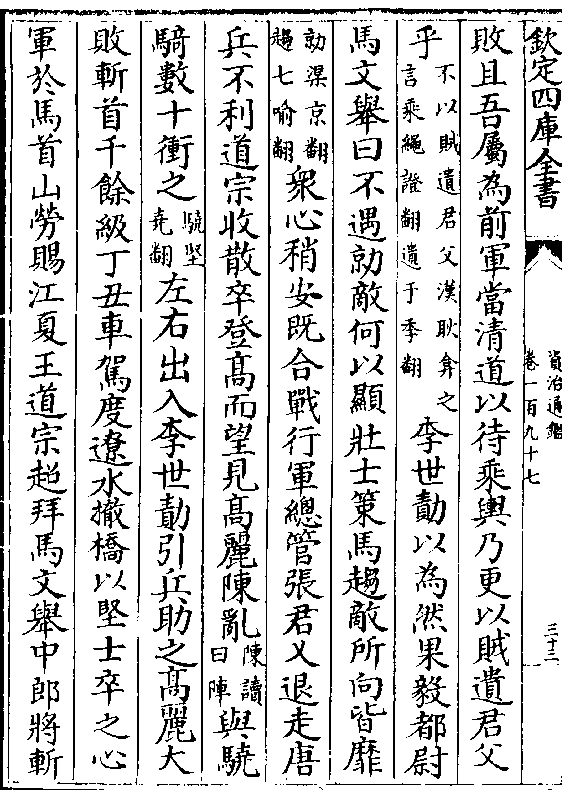 欽定四庫全書
資治通鑑
卷一百九十七
三十二
敗且吾屬為前軍當清道以待乗輿乃更以賊遺君父
乎不以賊遺君父漢耿弇之言乘繩證翻遺于季翻李世勣以為然果毅都尉
馬文舉曰不遇勍敵何以顯壯士策馬趨敵所向皆靡
勍渠京翻趨七喻翻衆心稍安既合戰行軍總管張君乂退走唐
兵不利道宗收散卒登高而望見高麗陳亂陳讀曰陣與驍
騎數十衝之驍堅堯翻左右出入李世勣引兵助之高麗大
敗斬首千餘級丁丑車駕度遼水撤橋以堅士卒之心
軍於馬首山勞賜江夏王道宗超拜馬文舉中郎將斬